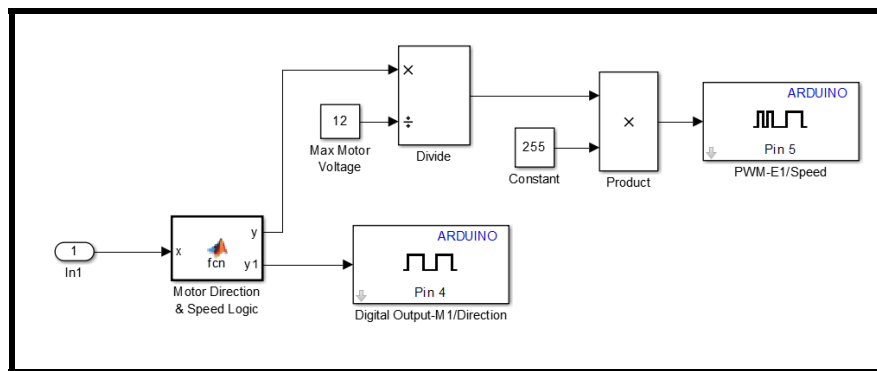 ×
÷
Divide
12
Max Motor
Voltage
255
Constant
×
Product
ARDUINO
Pin 5
PWM-E1/Speed
1
In1
x
fcn
y
y1
Motor Direction
& Speed Logic
ARDUINO
Pin 4
Digital Output-M1/Direction